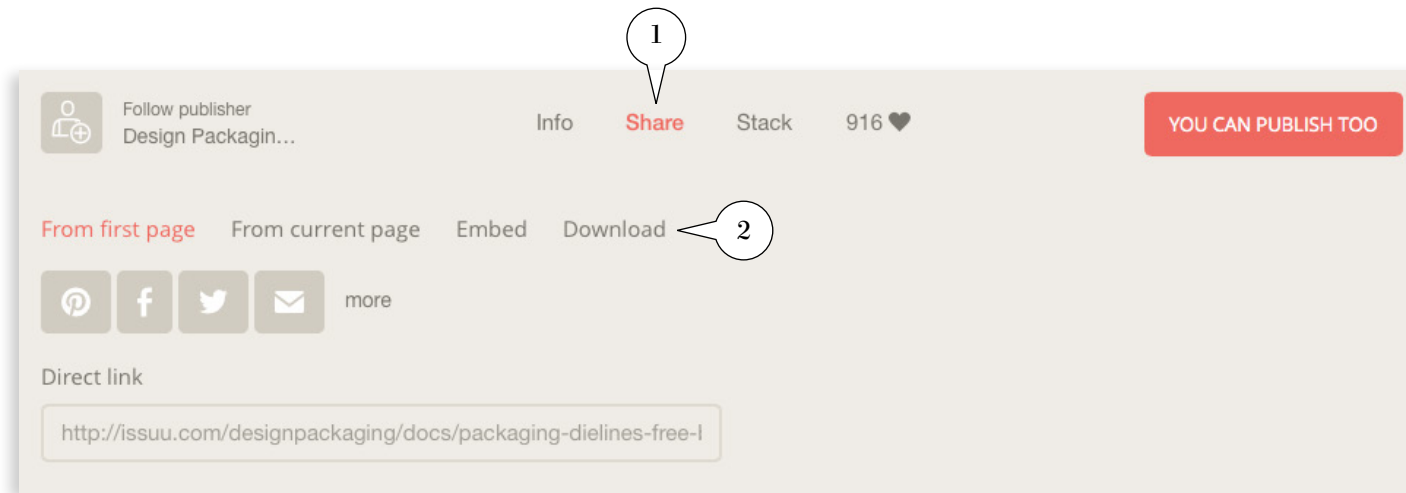 1
Follow publisher
Design Packagin...
Info Share Stack 916
YOU CAN PUBLISH TOO
From first page From current page Embed Download 2
more
Direct link
http://issuu.com/designpackaging/docs/packaging-dielines-free-